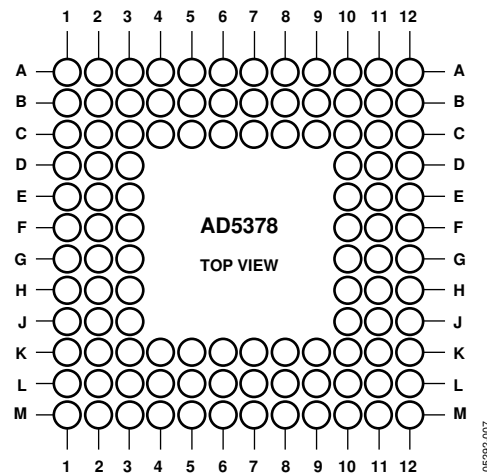 1 2 3 4 5 6 7 8 9 10 11 12
A A
B B
C C
D D
E E
F AD5378 F
G G
TOP VIEW
H H
J J
K K
L L
M M
1 2 3 4 5 6 7 8 9 10 11 12
05292-007